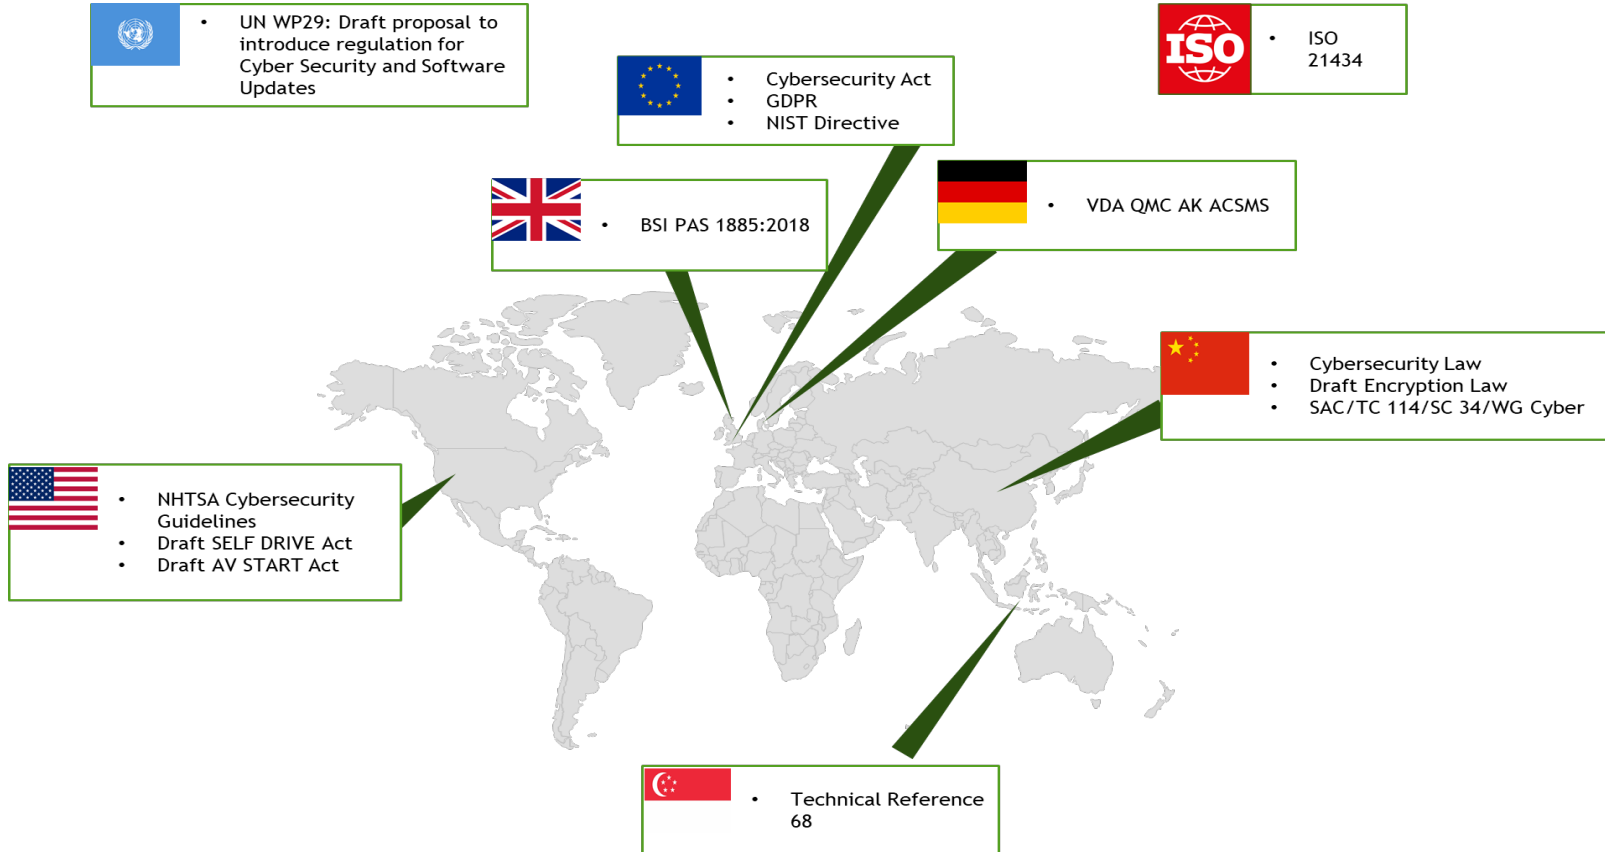 • UN WP29: Draft proposal to
introduce regulation for
Cyber Security and Software
Updates
ISO
• ISO
21434
• Cybersecurity Act
• GDPR
• NIST Directive
• BSI PAS 1885:2018
• VDA QMC AK ACSMS
• Cybersecurity Law
• Draft Encryption Law
• SAC/TC 114/SC 34/WG Cyber
• NHTSA Cybersecurity
Guidelines
• Draft SELF DRIVE Act
• Draft AV START Act
• Technical Reference
68